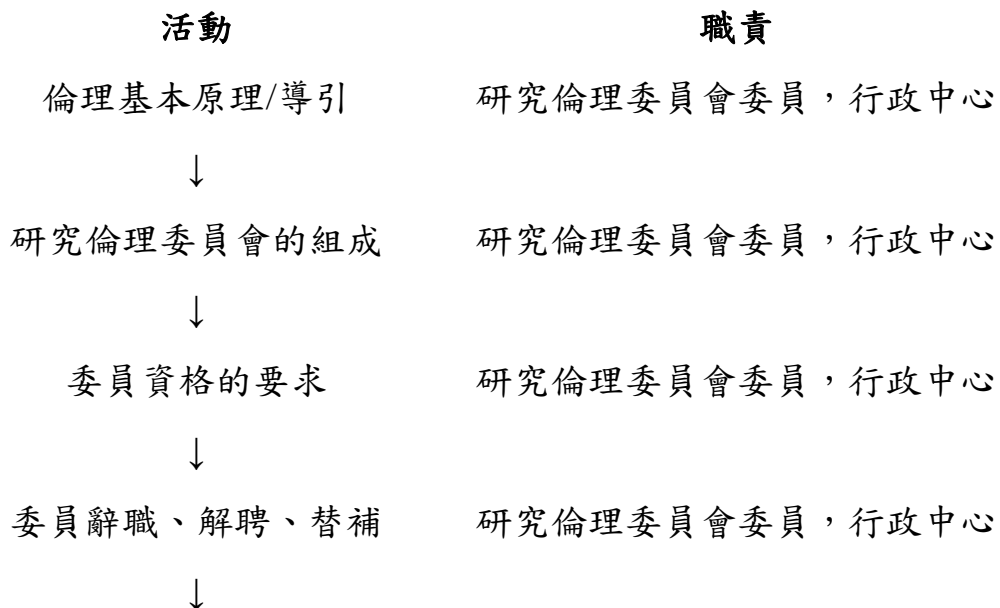 活動 職責
倫理基本原理/導引 研究倫理委員會委員，行政中心
↓
研究倫理委員會的組成 研究倫理委員會委員，行政中心
↓
委員資格的要求 研究倫理委員會委員，行政中心
↓
委員辭職、解聘、替補 研究倫理委員會委員，行政中心
↓